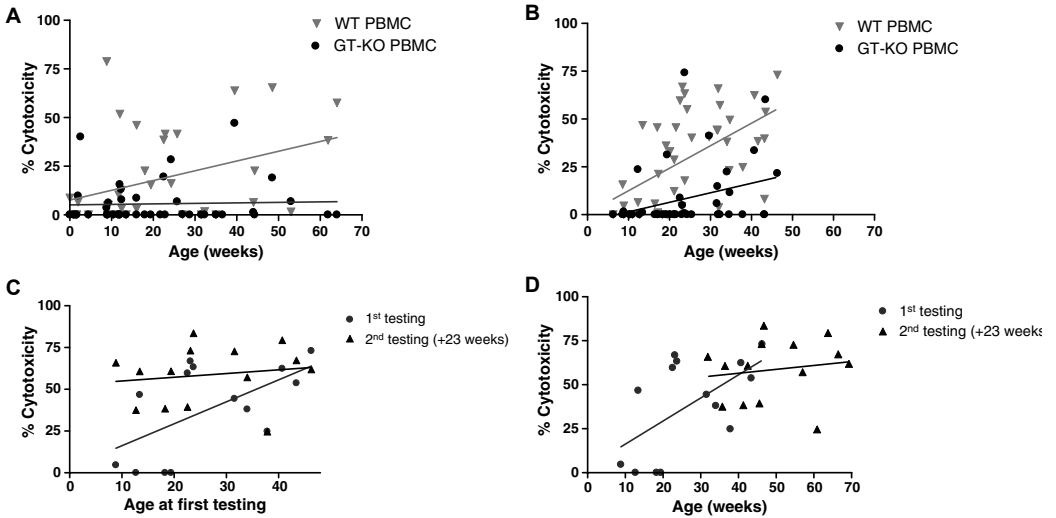 A
100
75
50
25
0
% Cytotoxicity
WT PBMC
GT-KO PBMC
0 10 20 30 40 50 60 70
Age (weeks)
B
100
75
50
25
0
% Cytotoxicity
WT PBMC
GT-KO PBMC
0 10 20 30 40 50 60 70
Age (weeks)
C
100
75
50
25
0
% Cytotoxicity
1st testing
2nd testing (+23 weeks)
0 10 20 30 40
Age at first testing
D
100
75
50
25
0
% Cytotoxicity
1st testing
2nd testing (+23 weeks
0 10 20 30 40 50 60 70
Age (weeks)